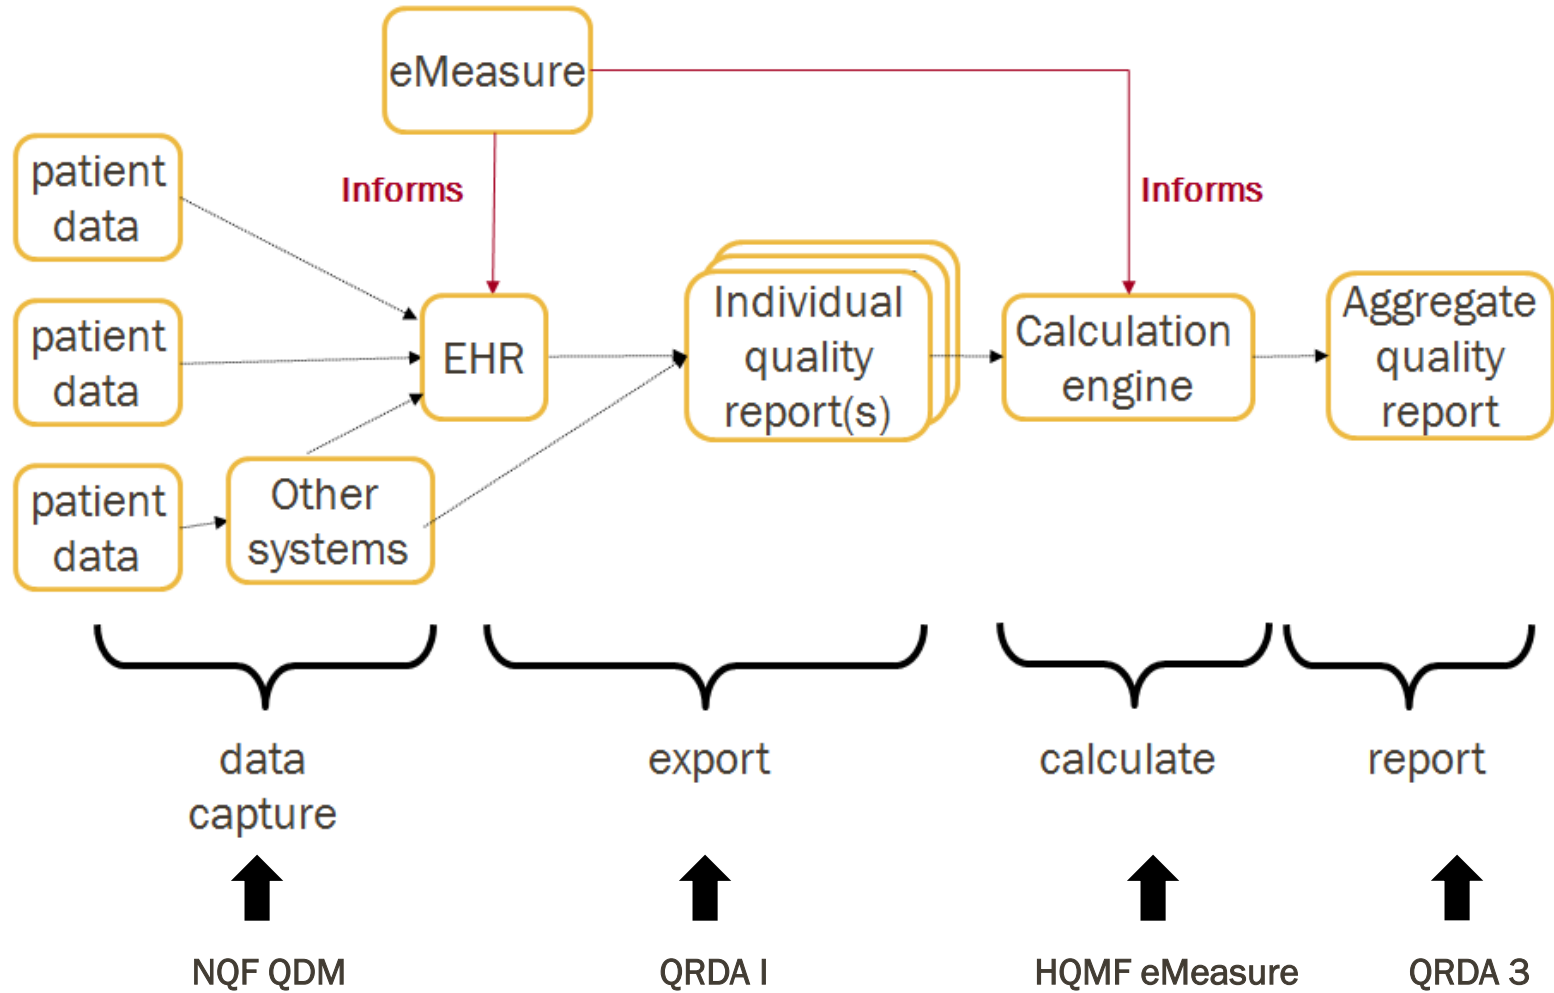 eMeasure
Informs
Informs
patient
data
patient
data
patient
data
Other
systems
EHR
Individual
quality
report(s)
Calculation
engine
Aggregate
quality
report
data
capture
export
calculate
report
NQF QDM
QRDA I
HQMF eMeasure
QRDA 3